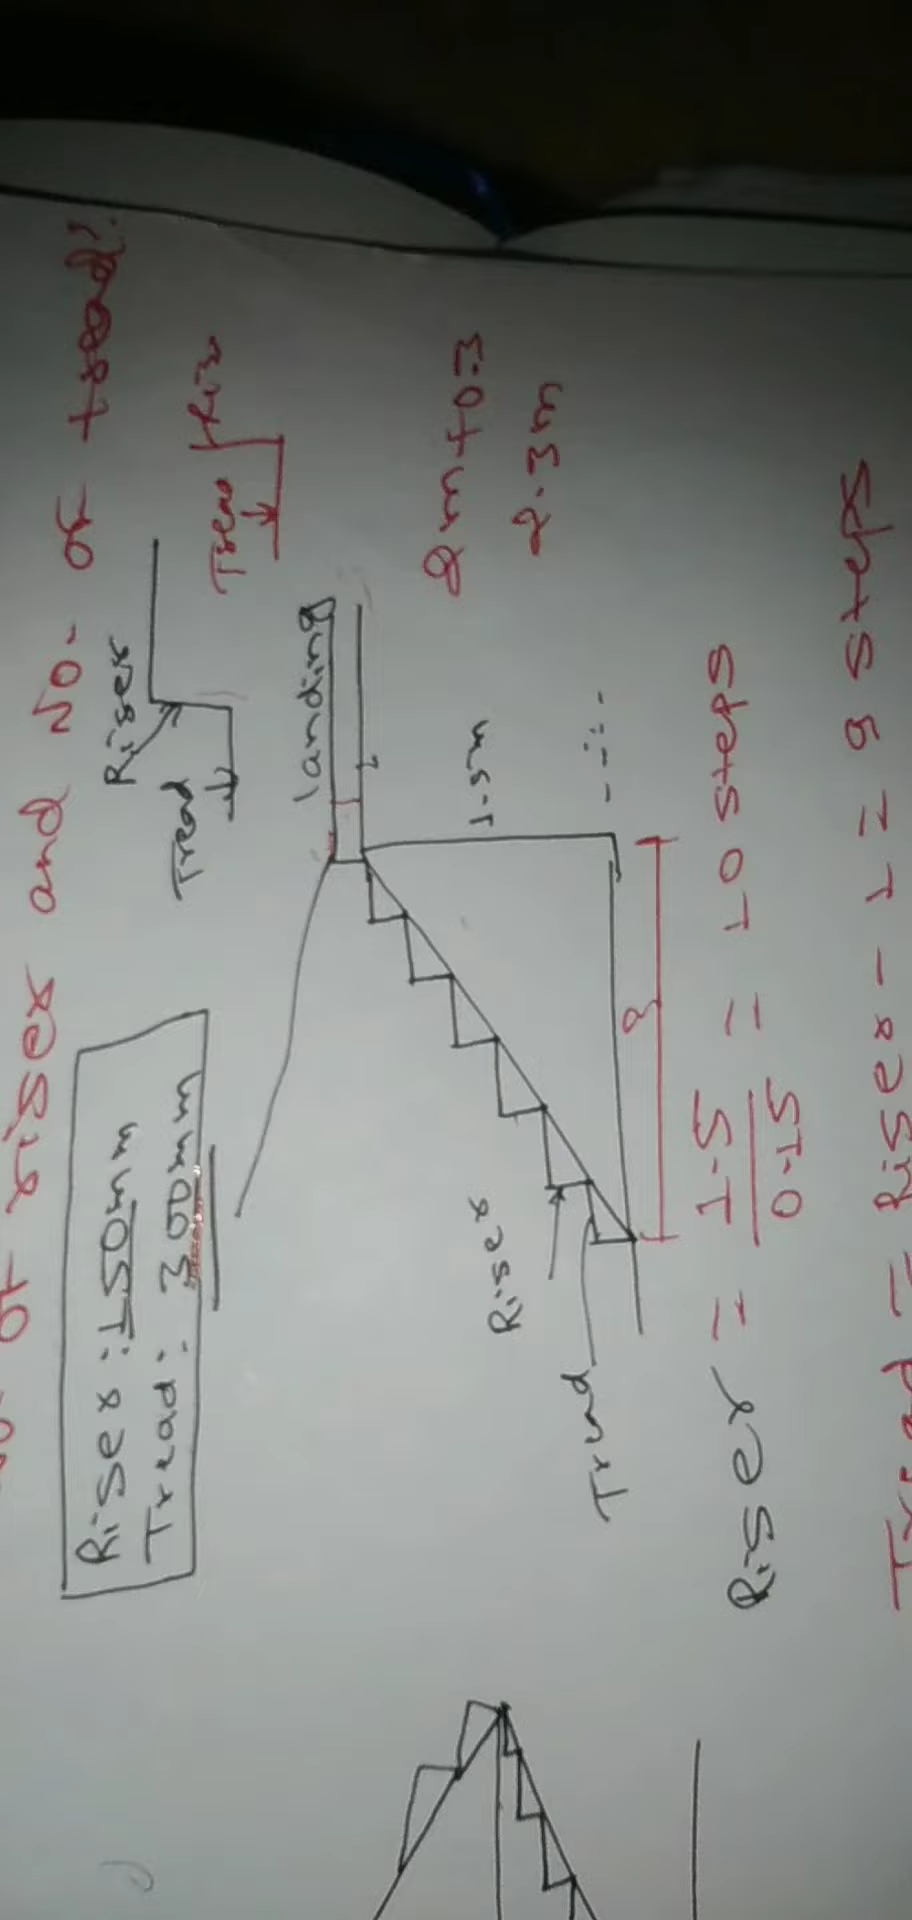 of riser and No. of tread:
Riser : 150mm
Tread : 300mm
Riser
Tread
Riser
Tread
landing
2m+0.3
2.3m
1.5m
Riser
Tread
2
Riser = 1.5 / 0.15 = 10 steps
Tread = Riser - 1 = 9 steps